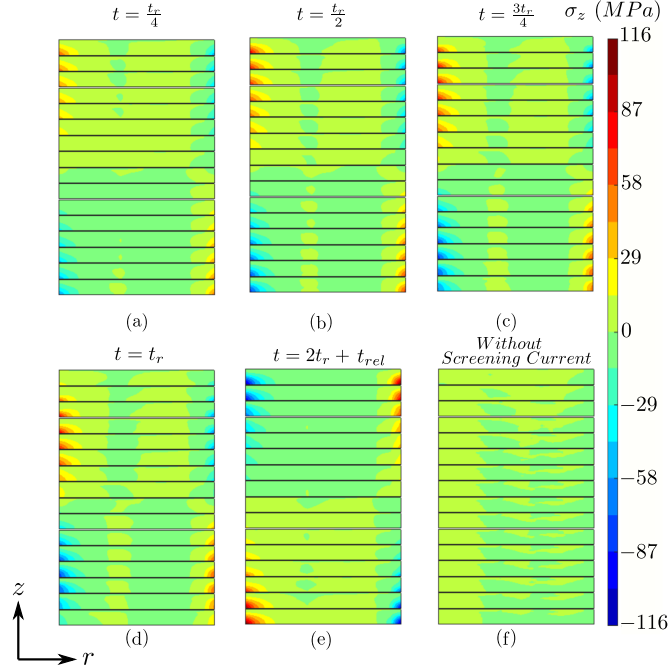 t = t_r/4
t = t_r/2
t = 3t_r/4
σ_z (MPa)
116
87
58
29
0
−29
−58
−87
−116
(a)
(b)
(c)
t = t_r
t = 2t_r + t_rel
Without
Screening Current
z
r
(d)
(e)
(f)